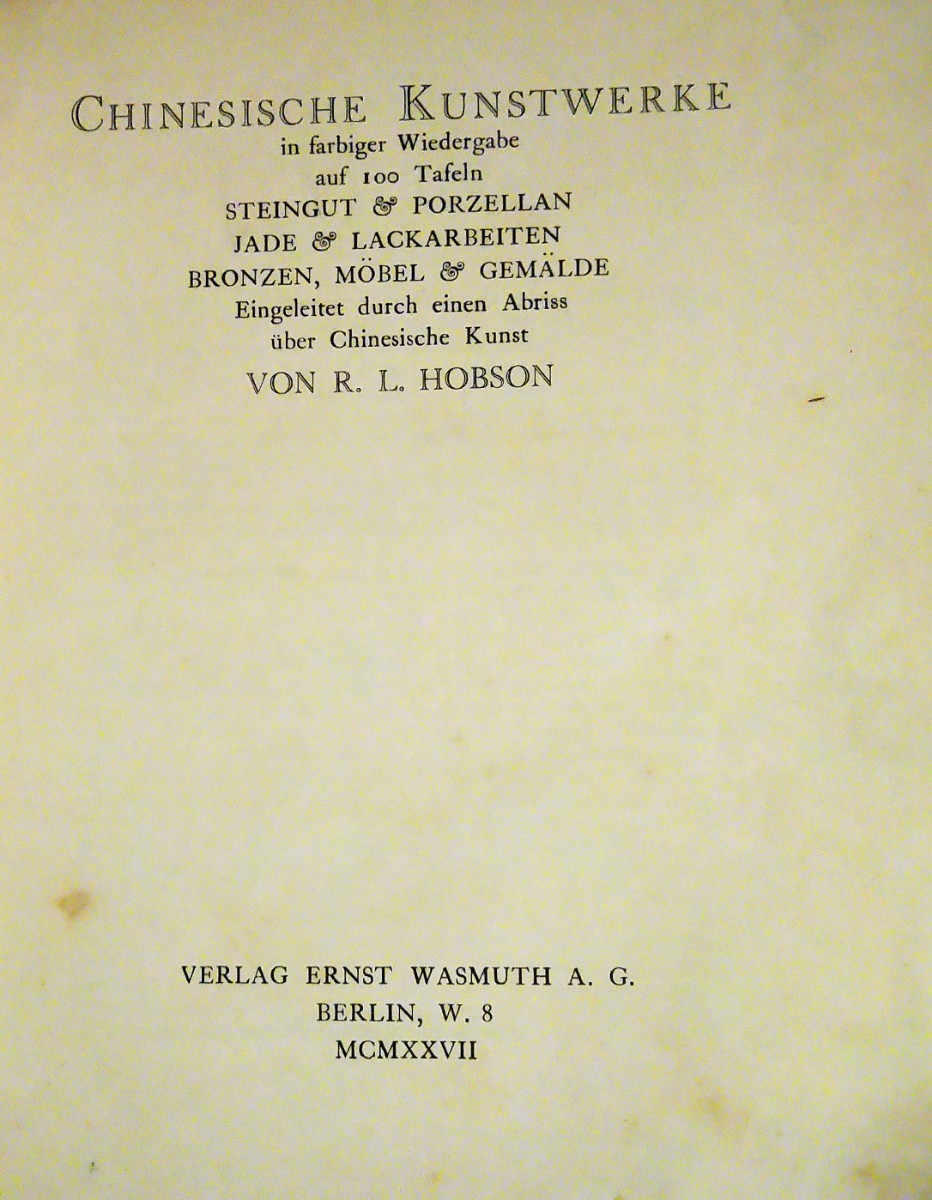 CHINESISCHE KUNSTWERKE
in farbiger Wiedergabe
auf 100 Tafeln
STEINGUT & PORZELLAN
JADE & LACKARBEITEN
BRONZEN, MÖBEL & GEMÄLDE
Eingeleitet durch einen Abriss
über Chinesische Kunst
VON R. L. HOBSON
VERLAG ERNST WASMUTH A. G.
BERLIN, W. 8
MCMXXVII